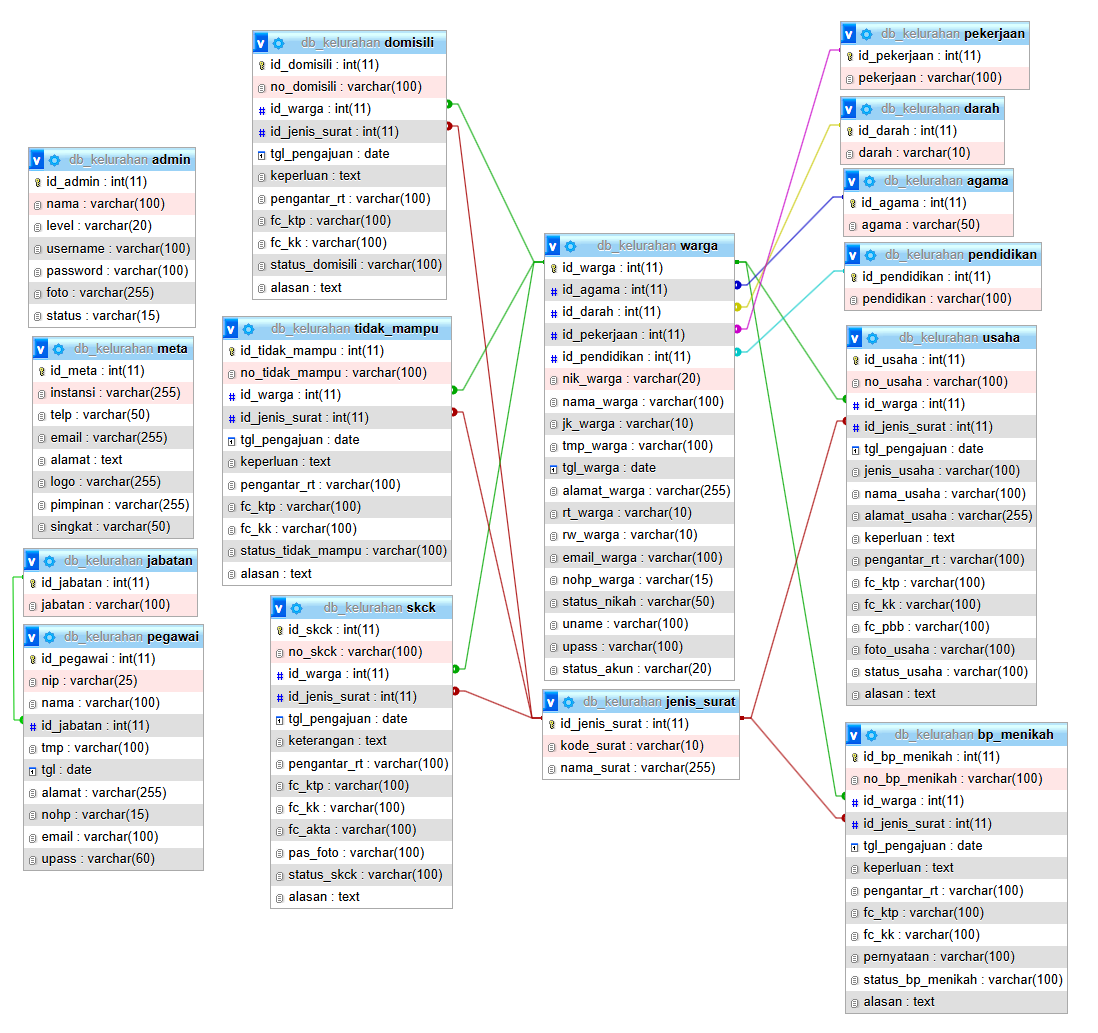 db_kelurahan admin
id_admin : int(11)
nama : varchar(100)
level : varchar(20)
username : varchar(100)
password : varchar(100)
foto : varchar(255)
status : varchar(15)
db_kelurahan meta
id_meta : int(11)
instansi : varchar(255)
telp : varchar(50)
email : varchar(255)
alamat : text
logo : varchar(255)
pimpinan : varchar(255)
singkat : varchar(50)
db_kelurahan jabatan
id_jabatan : int(11)
jabatan : varchar(100)
db_kelurahan pegawai
id_pegawai : int(11)
nip : varchar(25)
nama : varchar(100)
id_jabatan : int(11)
tmp : varchar(100)
tgl : date
alamat : varchar(255)
nohp : varchar(15)
email : varchar(100)
upass : varchar(60)
db_kelurahan domisili
id_domisili : int(11)
no_domisili : varchar(100)
id_warga : int(11)
id_jenis_surat : int(11)
tgl_pengajuan : date
keperluan : text
pengantar_rt : varchar(100)
fc_ktp : varchar(100)
fc_kk : varchar(100)
status_domisili : varchar(100)
alasan : text
db_kelurahan tidak_mampu
id_tidak_mampu : int(11)
no_tidak_mampu : varchar(100)
id_warga : int(11)
id_jenis_surat : int(11)
tgl_pengajuan : date
keperluan : text
pengantar_rt : varchar(100)
fc_ktp : varchar(100)
fc_kk : varchar(100)
status_tidak_mampu : varchar(100)
alasan : text
db_kelurahan skck
id_skck : int(11)
no_skck : varchar(100)
id_warga : int(11)
id_jenis_surat : int(11)
tgl_pengajuan : date
keterangan : text
pengantar_rt : varchar(100)
fc_ktp : varchar(100)
fc_kk : varchar(100)
fc_akta : varchar(100)
pas_foto : varchar(100)
status_skck : varchar(100)
alasan : text
db_kelurahan warga
id_warga : int(11)
id_agama : int(11)
id_darah : int(11)
id_pekerjaan : int(11)
id_pendidikan : int(11)
nik_warga : varchar(20)
nama_warga : varchar(100)
jk_warga : varchar(10)
tmp_warga : varchar(100)
tgl_warga : date
alamat_warga : varchar(255)
rt_warga : varchar(10)
rw_warga : varchar(10)
email_warga : varchar(100)
nohp_warga : varchar(15)
status_nikah : varchar(50)
uname : varchar(100)
upass : varchar(100)
status_akun : varchar(20)
db_kelurahan jenis_surat
id_jenis_surat : int(11)
kode_surat : varchar(10)
nama_surat : varchar(255)
db_kelurahan pekerjaan
id_pekerjaan : int(11)
pekerjaan : varchar(100)
db_kelurahan darah
id_darah : int(11)
darah : varchar(10)
db_kelurahan agama
id_agama : int(11)
agama : varchar(50)
db_kelurahan pendidikan
id_pendidikan : int(11)
pendidikan : varchar(100)
db_kelurahan usaha
id_usaha : int(11)
no_usaha : varchar(100)
id_warga : int(11)
id_jenis_surat : int(11)
tgl_pengajuan : date
jenis_usaha : varchar(100)
nama_usaha : varchar(100)
alamat_usaha : varchar(255)
keperluan : text
pengantar_rt : varchar(100)
fc_ktp : varchar(100)
fc_kk : varchar(100)
fc_pbb : varchar(100)
foto_usaha : varchar(100)
status_usaha : varchar(100)
alasan : text
db_kelurahan bp_menikah
id_bp_menikah : int(11)
no_bp_menikah : varchar(100)
id_warga : int(11)
id_jenis_surat : int(11)
tgl_pengajuan : date
keperluan : text
pengantar_rt : varchar(100)
fc_ktp : varchar(100)
fc_kk : varchar(100)
pernyataan : varchar(100)
status_bp_menikah : varchar(100)
alasan : text